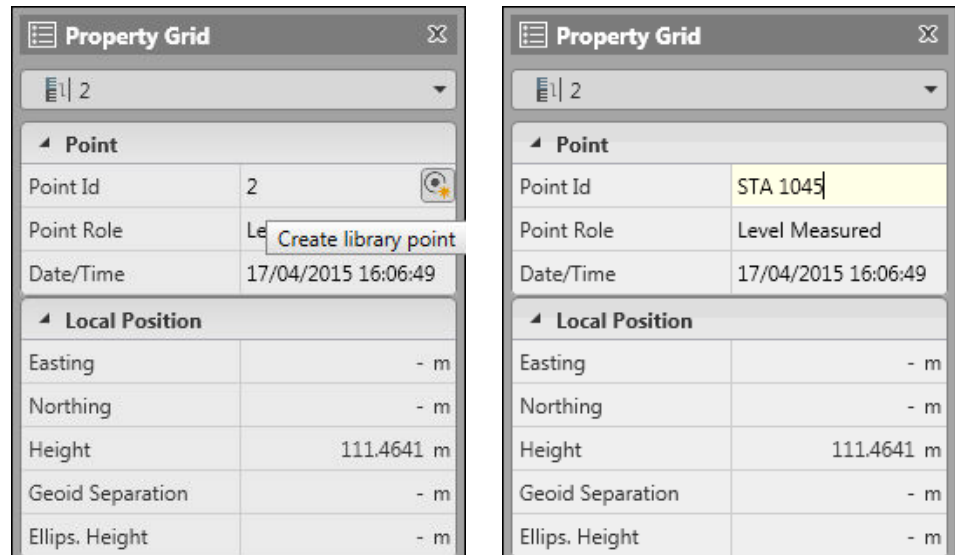 Property Grid
2
Point
Point Id 2
Point Role Le
Create library point
Date/Time 17/04/2015 16:06:49
Local Position
Easting - m
Northing - m
Height 111.4641 m
Geoid Separation - m
Ellips. Height - m
Property Grid
2
Point
Point Id STA 1045
Point Role Level Measured
Date/Time 17/04/2015 16:06:49
Local Position
Easting - m
Northing - m
Height 111.4641 m
Geoid Separation - m
Ellips. Height - m